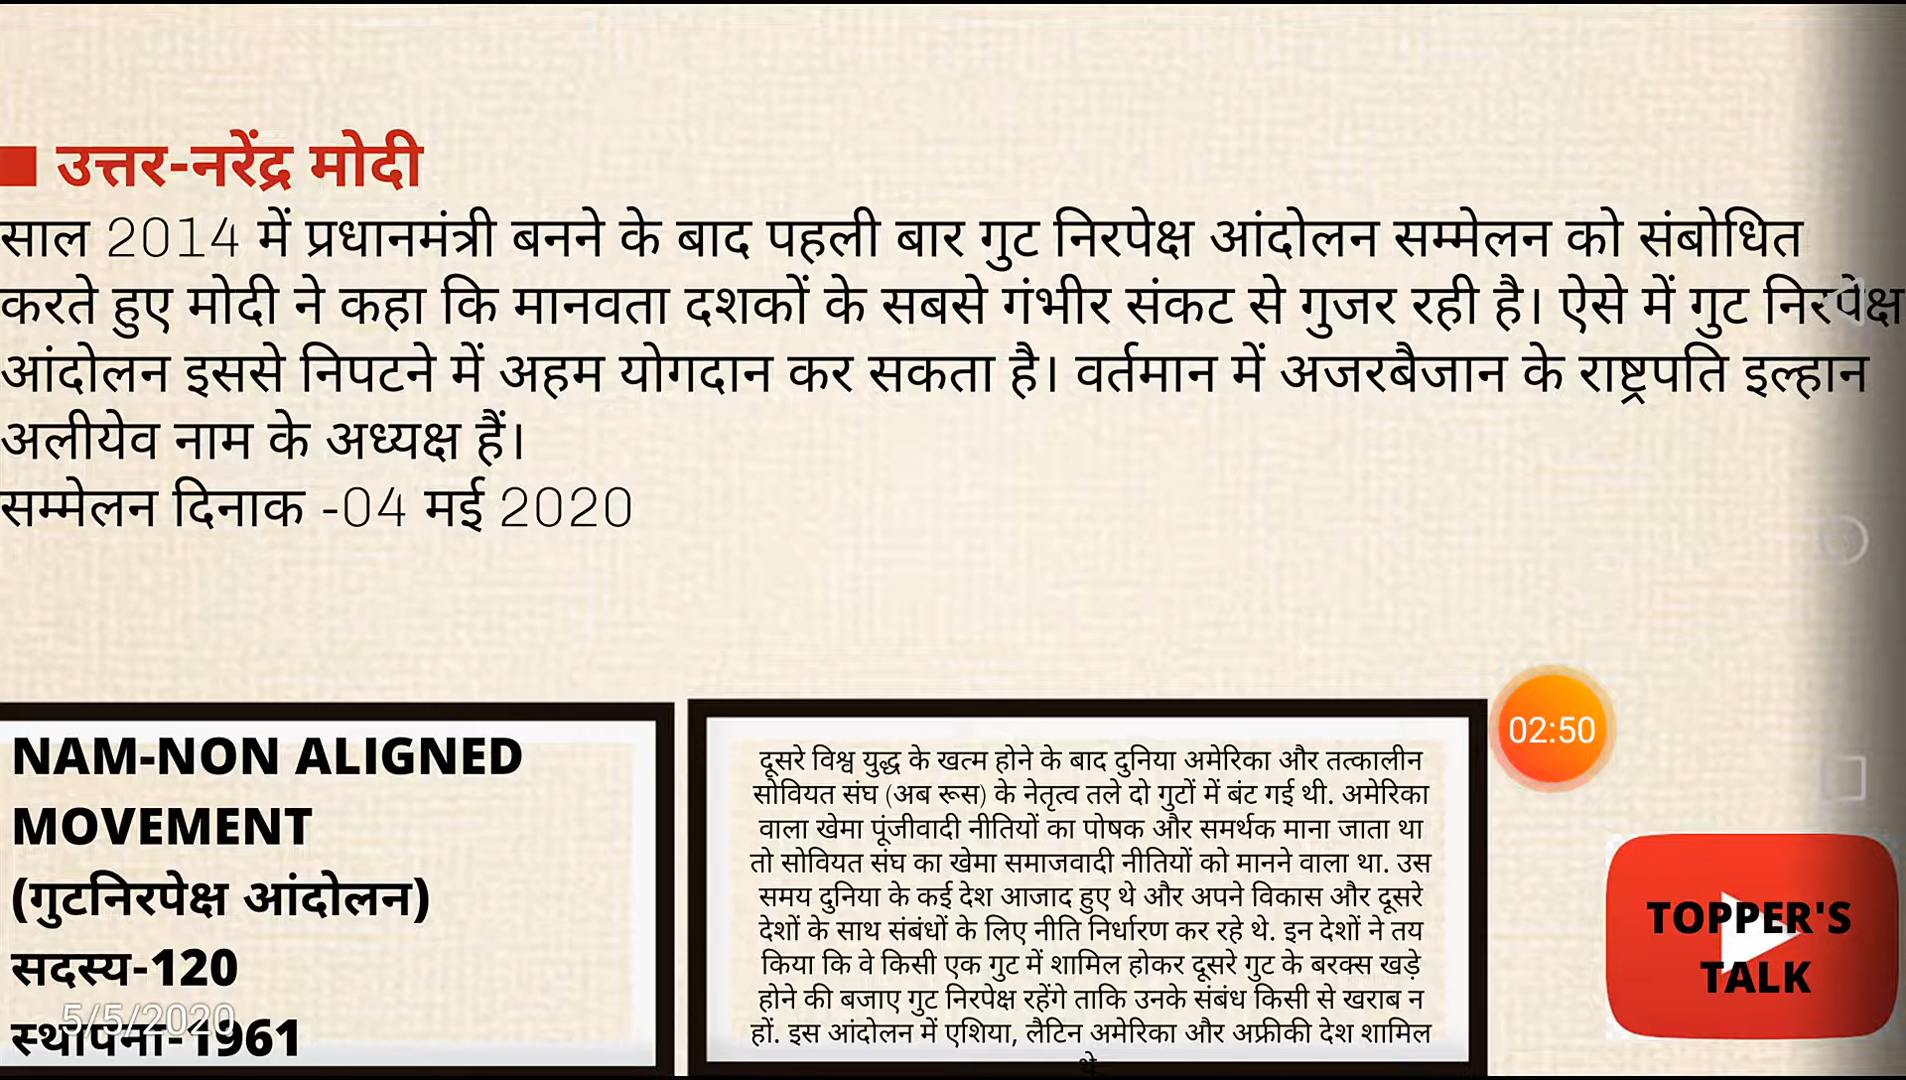 उत्तर-नरेंद्र मोदी
साल 2014 में प्रधानमंत्री बनने के बाद पहली बार गुट निरपेक्ष आंदोलन सम्मेलन को संबोधित
करते हुए मोदी ने कहा कि मानवता दशकों के सबसे गंभीर संकट से गुजर रही है। ऐसे में गुट निरपेक्ष
आंदोलन इससे निपटने में अहम योगदान कर सकता है। वर्तमान में अजरबैजान के राष्ट्रपति इल्हान
अलीयेव नाम के अध्यक्ष हैं।
सम्मेलन दिनाक -04 मई 2020
NAM-NON ALIGNED
MOVEMENT
(गुटनिरपेक्ष आंदोलन)
सदस्य-120
5/5/2020
स्थापना-1961
दूसरे विश्व युद्ध के खत्म होने के बाद दुनिया अमेरिका और तत्कालीन
सोवियत संघ (अब रूस) के नेतृत्व तले दो गुटों में बंट गई थी. अमेरिका
वाला खेमा पूंजीवादी नीतियों का पोषक और समर्थक माना जाता था
तो सोवियत संघ का खेमा समाजवादी नीतियों को मानने वाला था. उस
समय दुनिया के कई देश आजाद हुए थे और अपने विकास और दूसरे
देशों के साथ संबंधों के लिए नीति निर्धारण कर रहे थे. इन देशों ने तय
किया कि वे किसी एक गुट में शामिल होकर दूसरे गुट के बरक्स खड़े
होने की बजाए गुट निरपेक्ष रहेंगे ताकि उनके संबंध किसी से खराब न
हों. इस आंदोलन में एशिया, लैटिन अमेरिका और अफ्रीकी देश शामिल
थे.
02:50
TOPPER'S
TALK